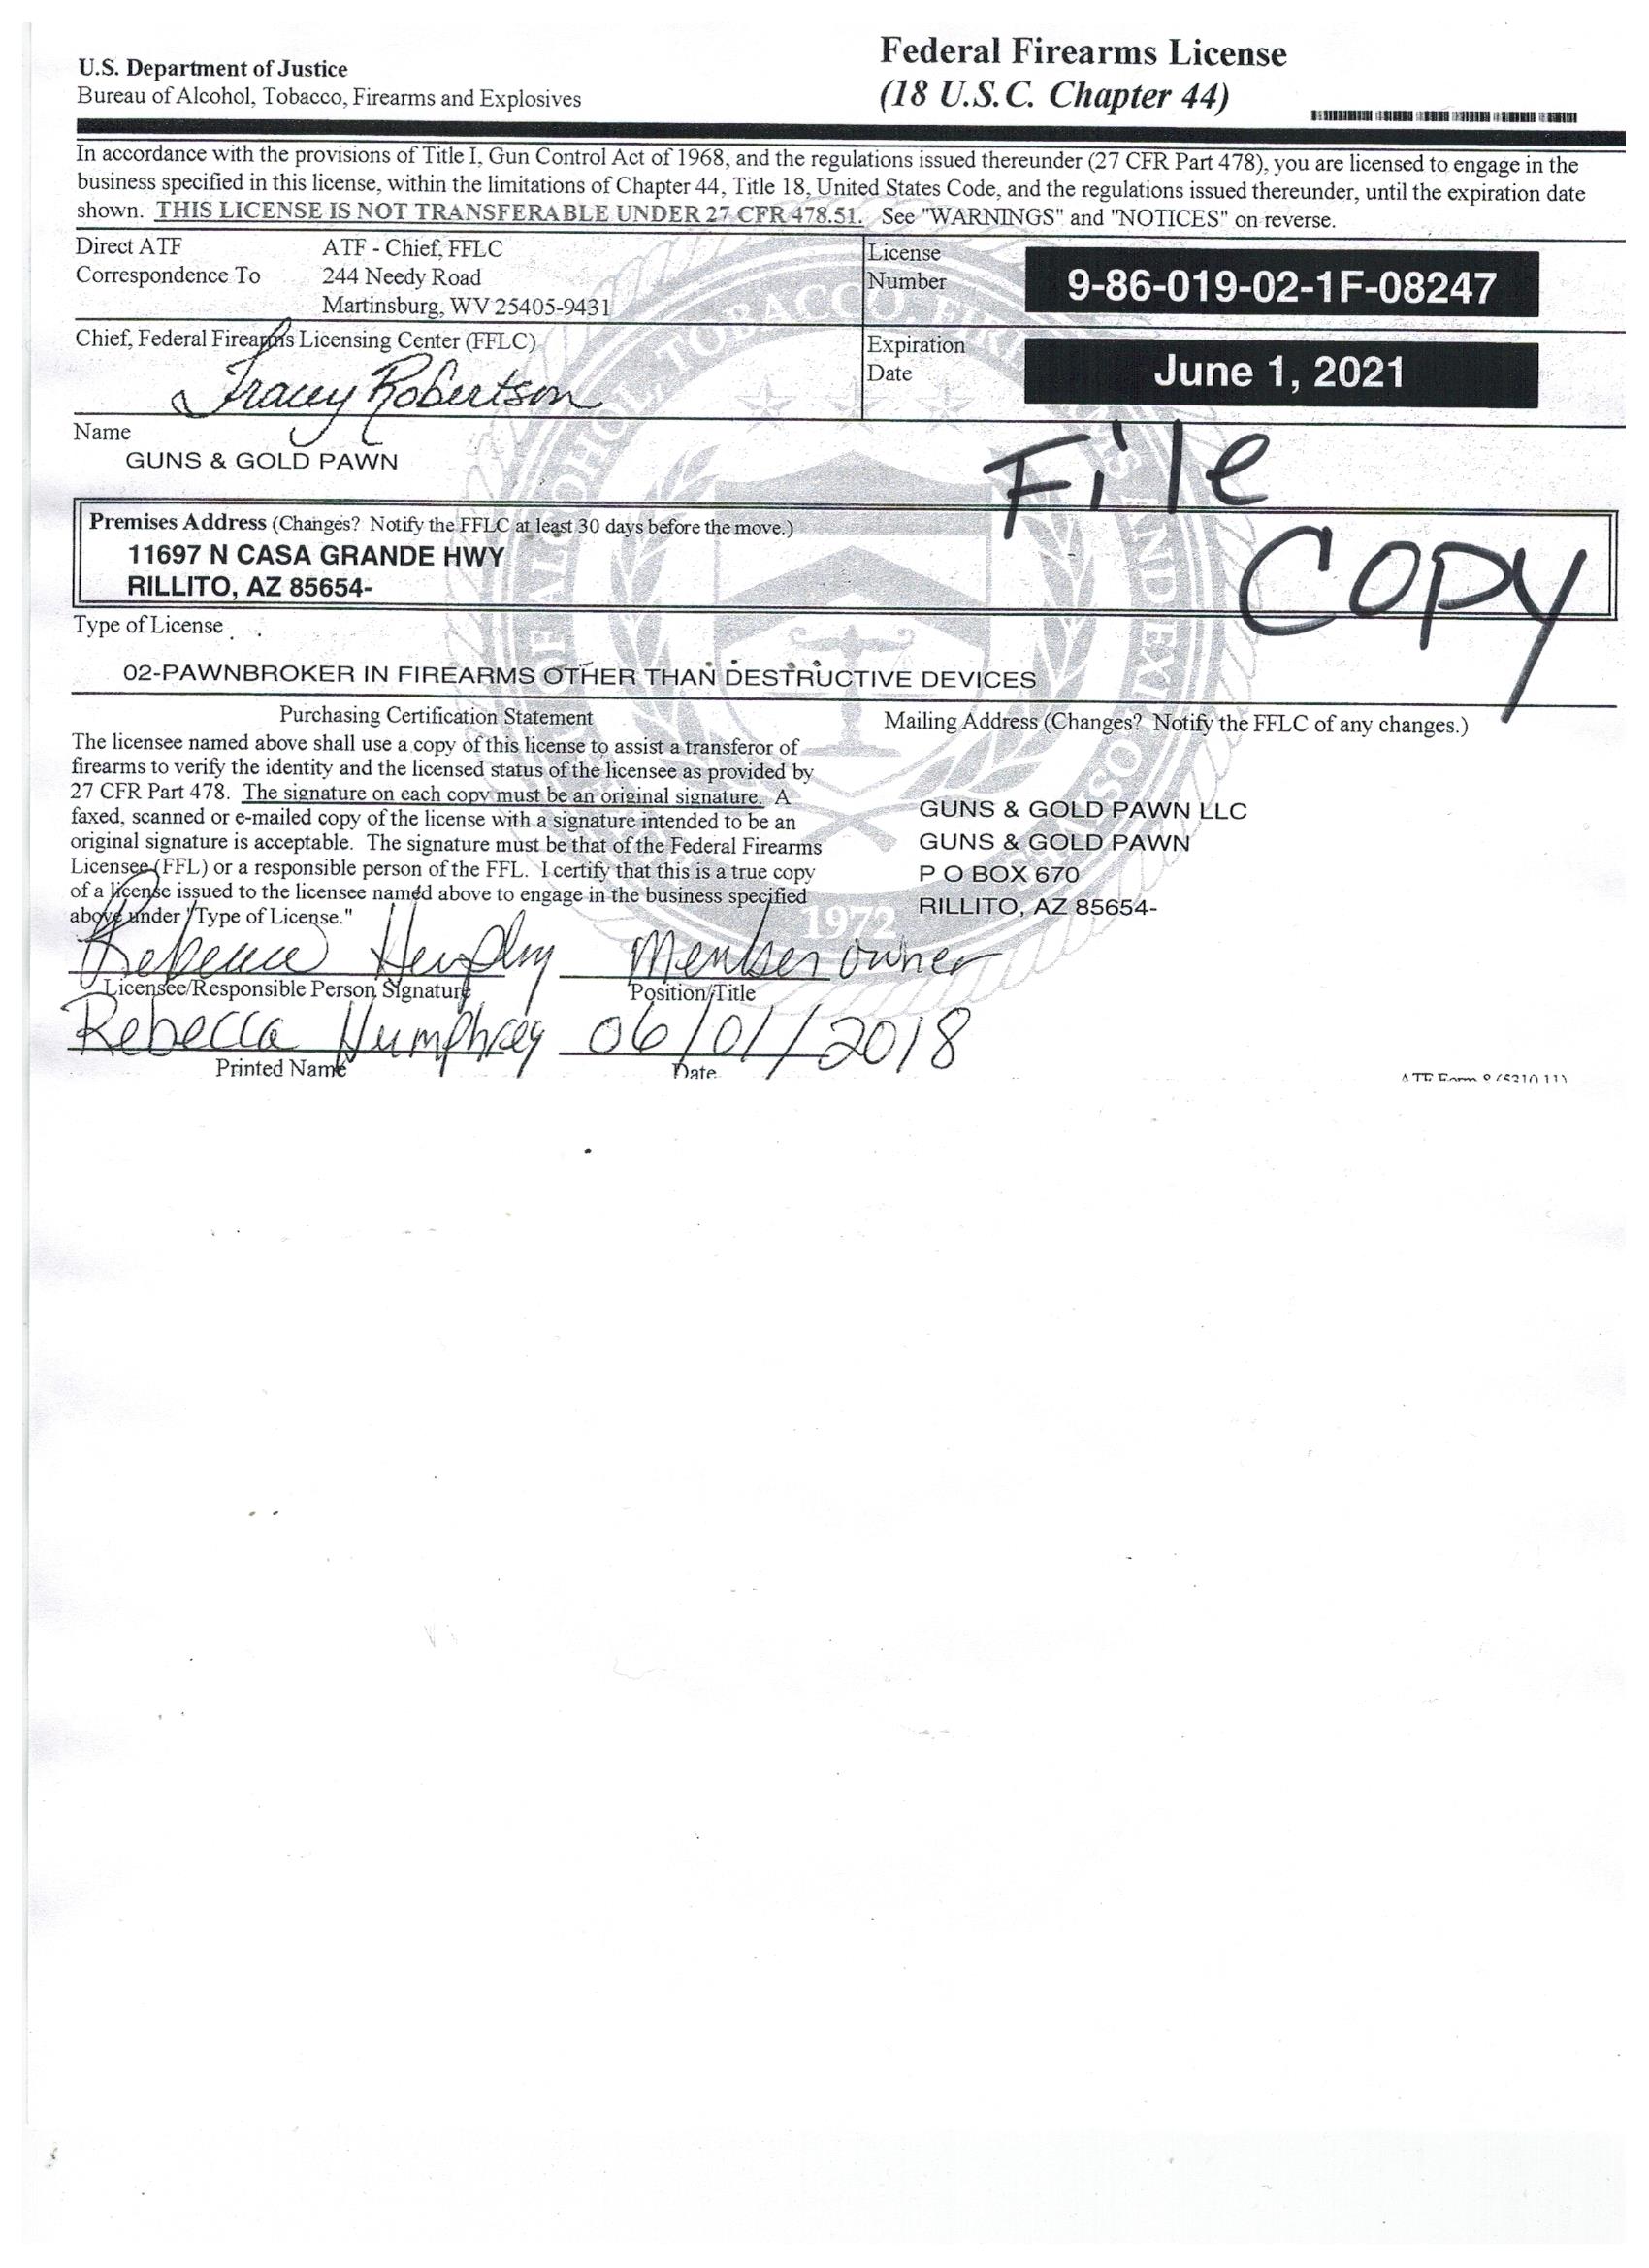 U.S. Department of Justice
Bureau of Alcohol, Tobacco, Firearms and Explosives
Federal Firearms License
(18 U.S.C. Chapter 44)
In accordance with the provisions of Title I, Gun Control Act of 1968, and the regulations issued thereunder (27 CFR Part 478), you are licensed to engage in the
business specified in this license, within the limitations of Chapter 44, Title 18, United States Code, and the regulations issued thereunder, until the expiration date
shown. THIS LICENSE IS NOT TRANSFERABLE UNDER 27 CFR 478.51. See "WARNINGS" and "NOTICES" on reverse.
Direct ATF
Correspondence To
ATF - Chief, FFLC
244 Needy Road
Martinsburg, WV 25405-9431
License
Number
9-86-019-02-1F-08247
Chief, Federal Firearms Licensing Center (FFLC)
Tracey Robertson
Expiration
Date
June 1, 2021
Name
GUNS & GOLD PAWN
File
Copy
Premises Address (Changes? Notify the FFLC at least 30 days before the move.)
11697 N CASA GRANDE HWY
RILLITO, AZ 85654-
Type of License
02-PAWNBROKER IN FIREARMS OTHER THAN DESTRUCTIVE DEVICES
Purchasing Certification Statement
The licensee named above shall use a copy of this license to assist a transferor of
firearms to verify the identity and the licensed status of the licensee as provided by
27 CFR Part 478. The signature on each copy must be an original signature. A
faxed, scanned or e-mailed copy of the license with a signature intended to be an
original signature is acceptable. The signature must be that of the Federal Firearms
Licensee (FFL) or a responsible person of the FFL. I certify that this is a true copy
of a license issued to the licensee named above to engage in the business specified
above under "Type of License."
Mailing Address (Changes? Notify the FFLC of any changes.)
GUNS & GOLD PAWN LLC
GUNS & GOLD PAWN
P O BOX 670
RILLITO, AZ 85654-
1972
Rebecca Humphrey Member owner
Licensee/Responsible Person Signature Position/Title
Rebecca Humphrey 06/01/2018
Printed Name Date
ATF Form 8 (5310.11)